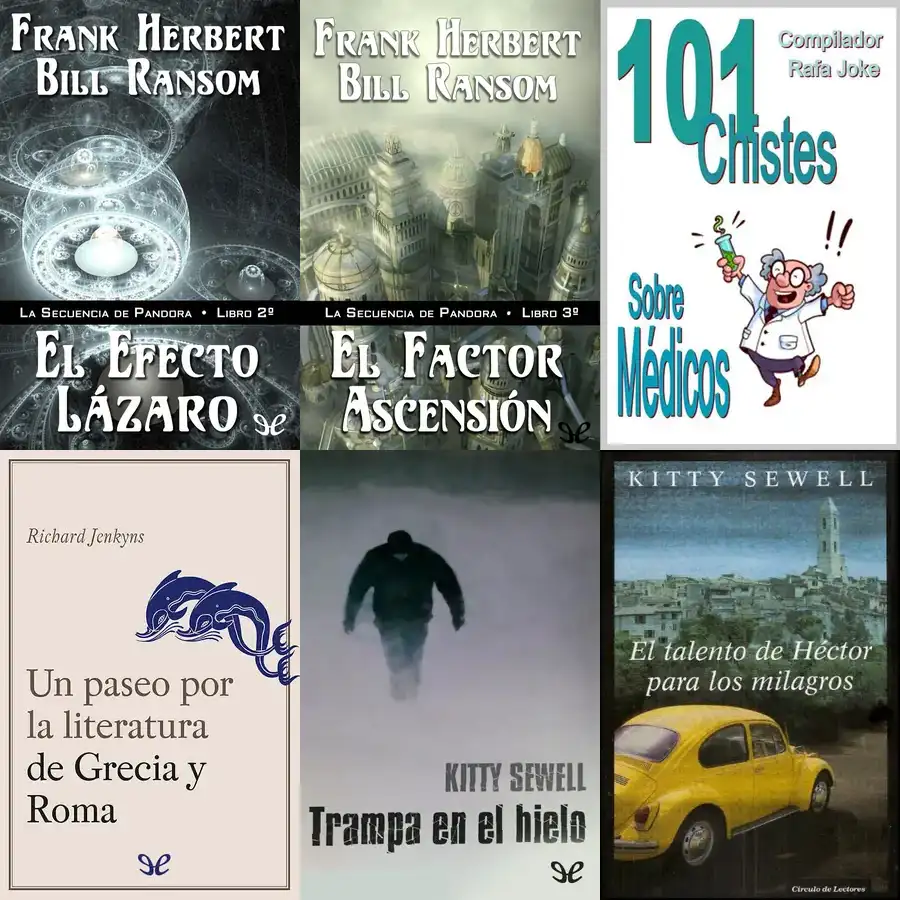 FRANK HERBERT
BILL RANSOM
LA SECUENCIA DE PANDORA • LIBRO 2º
EL EFECTO
LÁZARO
FRANK HERBERT
BILL RANSOM
LA SECUENCIA DE PANDORA • LIBRO 3º
EL FACTOR
ASCENSIÓN
Compilador
Rafa Joke
101
Chistes
!!
Sobre
Médicos
Richard Jenkyns
Un paseo por
la literatura
de Grecia y
Roma
KITTY SEWELL
Trampa en el hielo
KITTY SEWELL
El talento de Héctor
para los milagros
Círculo de Lectores